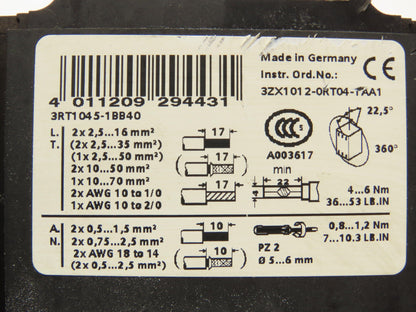 Made in Germany
Instr. Ord.No.:
3ZX1012-0KT04-1AA1
CE
4 011209 294431
3RT1045-1BB40
L. 2x 2,5...16 mm² 17
T. (2x 2,5...35 mm²)
(1x 2,5...50 mm²)
2x 10...50 mm² 17
1x 10...70 mm²
2x AWG 10 to 1/0 17
1x AWG 10 to 2/0
CCC S
A003617
min
22
22,5°
360°
4...6 Nm
36...53 LB.IN
A. 2x 0,5...1,5 mm² 10
N. 2x 0,75...2,5 mm²
2x AWG 18 to 14 10
(2x 0,5...2,5 mm²)
PZ 2
Ø 5...6 mm
0,8...1,2 Nm
7...10.3 LB.IN